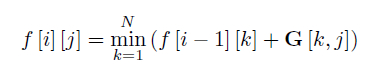 f [i] [j] = \min_{k=1}^{N} (f [i − 1] [k] + G [k, j])